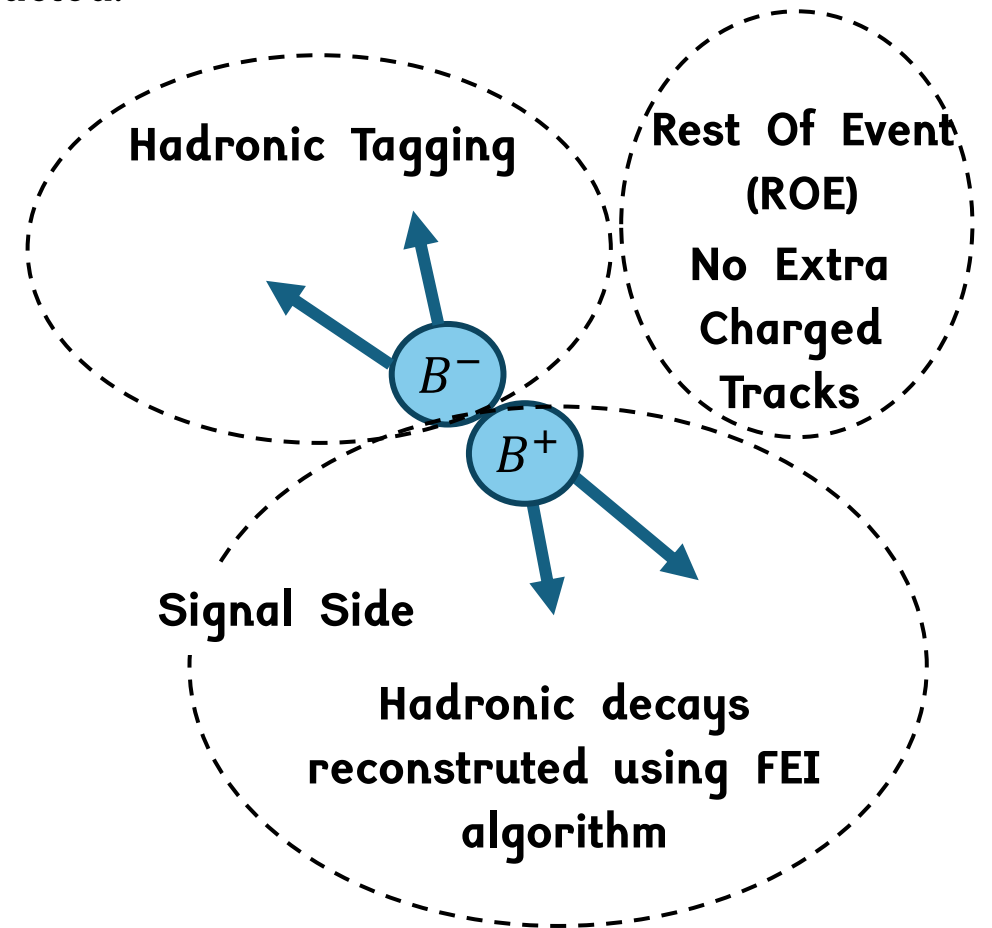 Hadronic Tagging
Rest Of Event
(ROE)
No Extra
Charged
Tracks
B⁻
B⁺
Signal Side
Hadronic decays
reconstruted using FEI
algorithm